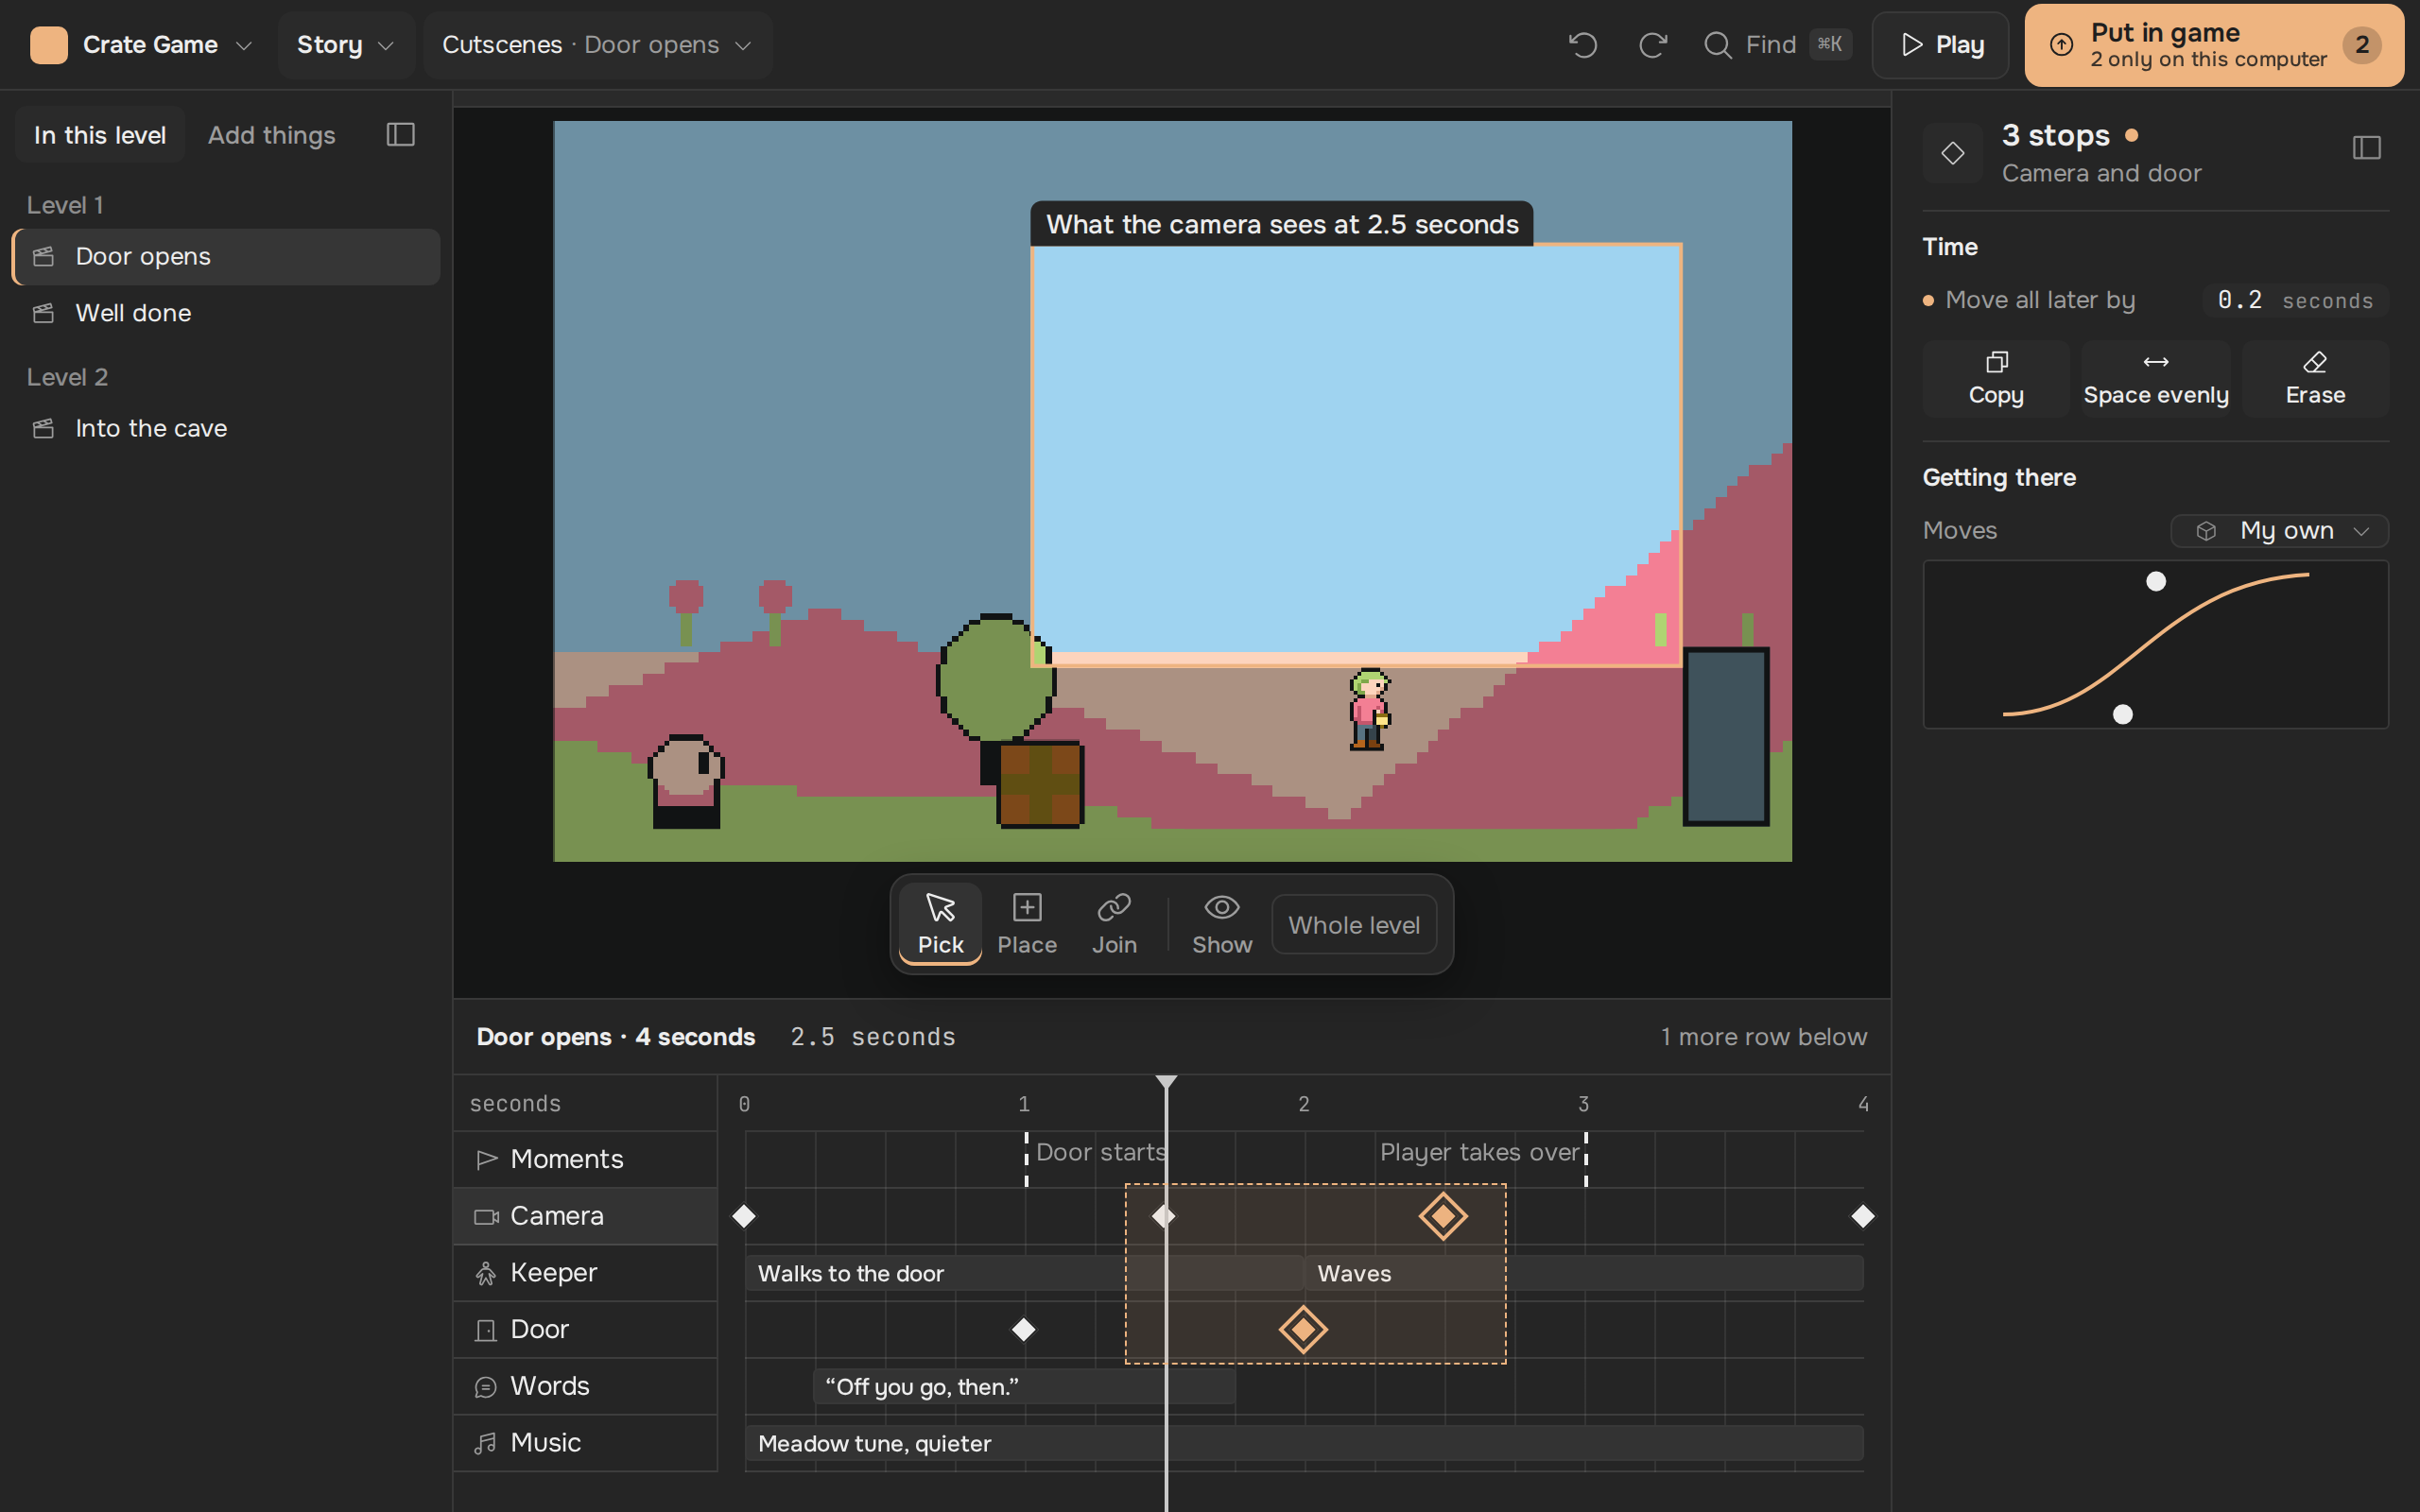 Crate Game
Story
Cutscenes · Door opens
Find ⌘K
Play
Put in game
2 only on this computer
2
In this level
Add things
Level 1
Door opens
Well done
Level 2
Into the cave
What the camera sees at 2.5 seconds
Pick
Place
Join
Show
Whole level
3 stops
Camera and door
Time
Move all later by
0.2 seconds
Copy
Space evenly
Erase
Getting there
Moves
My own
Door opens · 4 seconds
2.5 seconds
1 more row below
seconds
0
1
2
3
4
Moments
Door starts
Player takes over
Camera
Keeper
Walks to the door
Waves
Door
Words
“Off you go, then.”
Music
Meadow tune, quieter